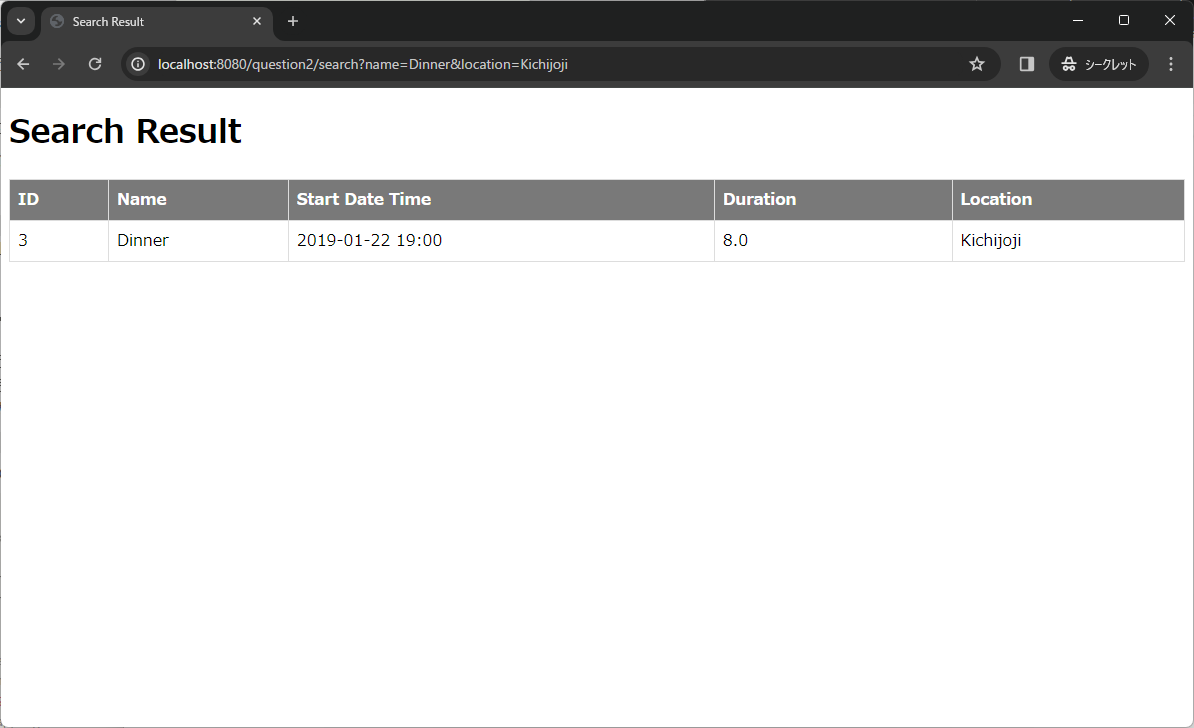 Search Result
localhost:8080/question2/search?name=Dinner&location=Kichijoji
シークレット
Search Result
ID Name Start Date Time Duration Location
3 Dinner 2019-01-22 19:00 8.0 Kichijoji